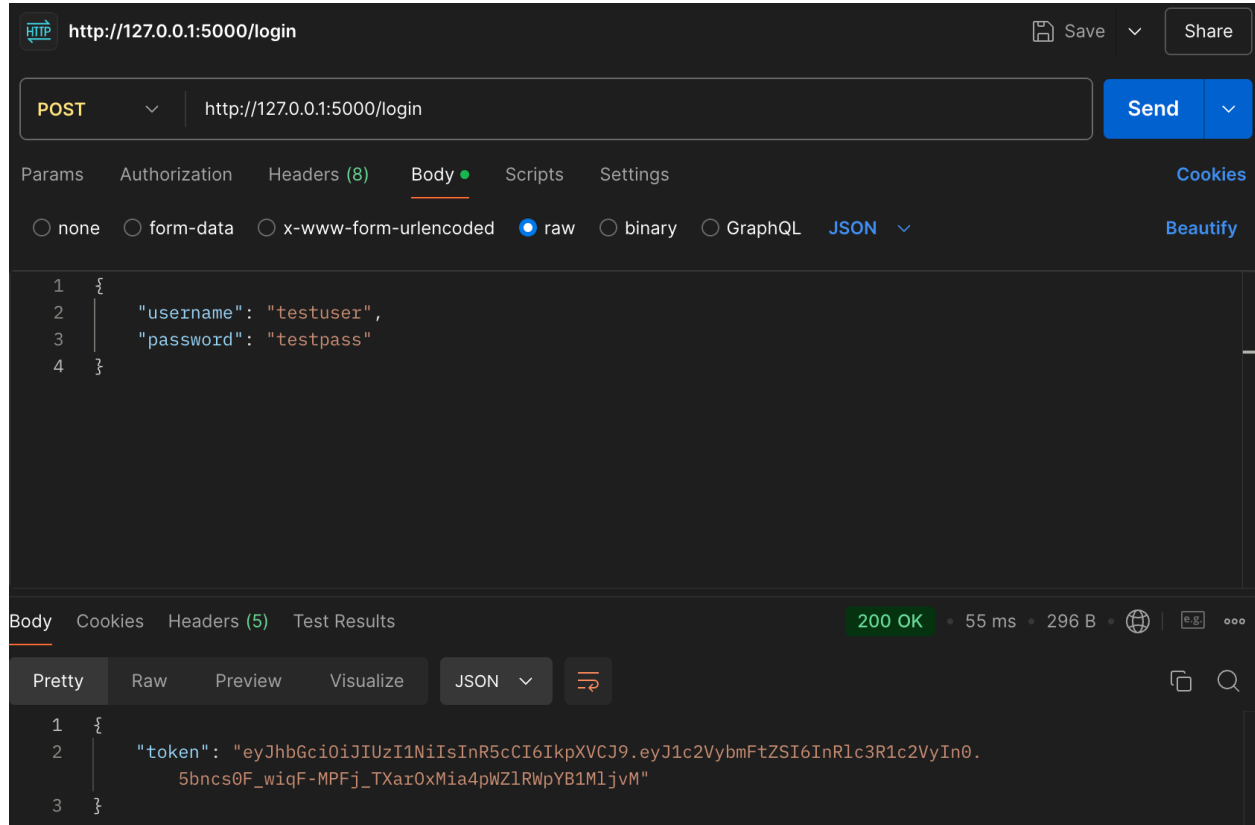 HTTP http://127.0.0.1:5000/login Save Share
POST http://127.0.0.1:5000/login Send
Params Authorization Headers (8) Body Scripts Settings Cookies
none form-data x-www-form-urlencoded raw binary GraphQL JSON Beautify
1 {
2 "username": "testuser",
3 "password": "testpass"
4 }
Body Cookies Headers (5) Test Results 200 OK • 55 ms • 296 B • e.g.
Pretty Raw Preview Visualize JSON
1 {
2 "token": "eyJhbGciOiJIUzI1NiIsInR5cCI6IkpXVCJ9.eyJ1c2VybmFtZSI6InRlc3R1c2VyIn0.
5bncs0F_wiqF-MPFj_TXarOxMia4pWZlRWpYB1MljvM"
3 }